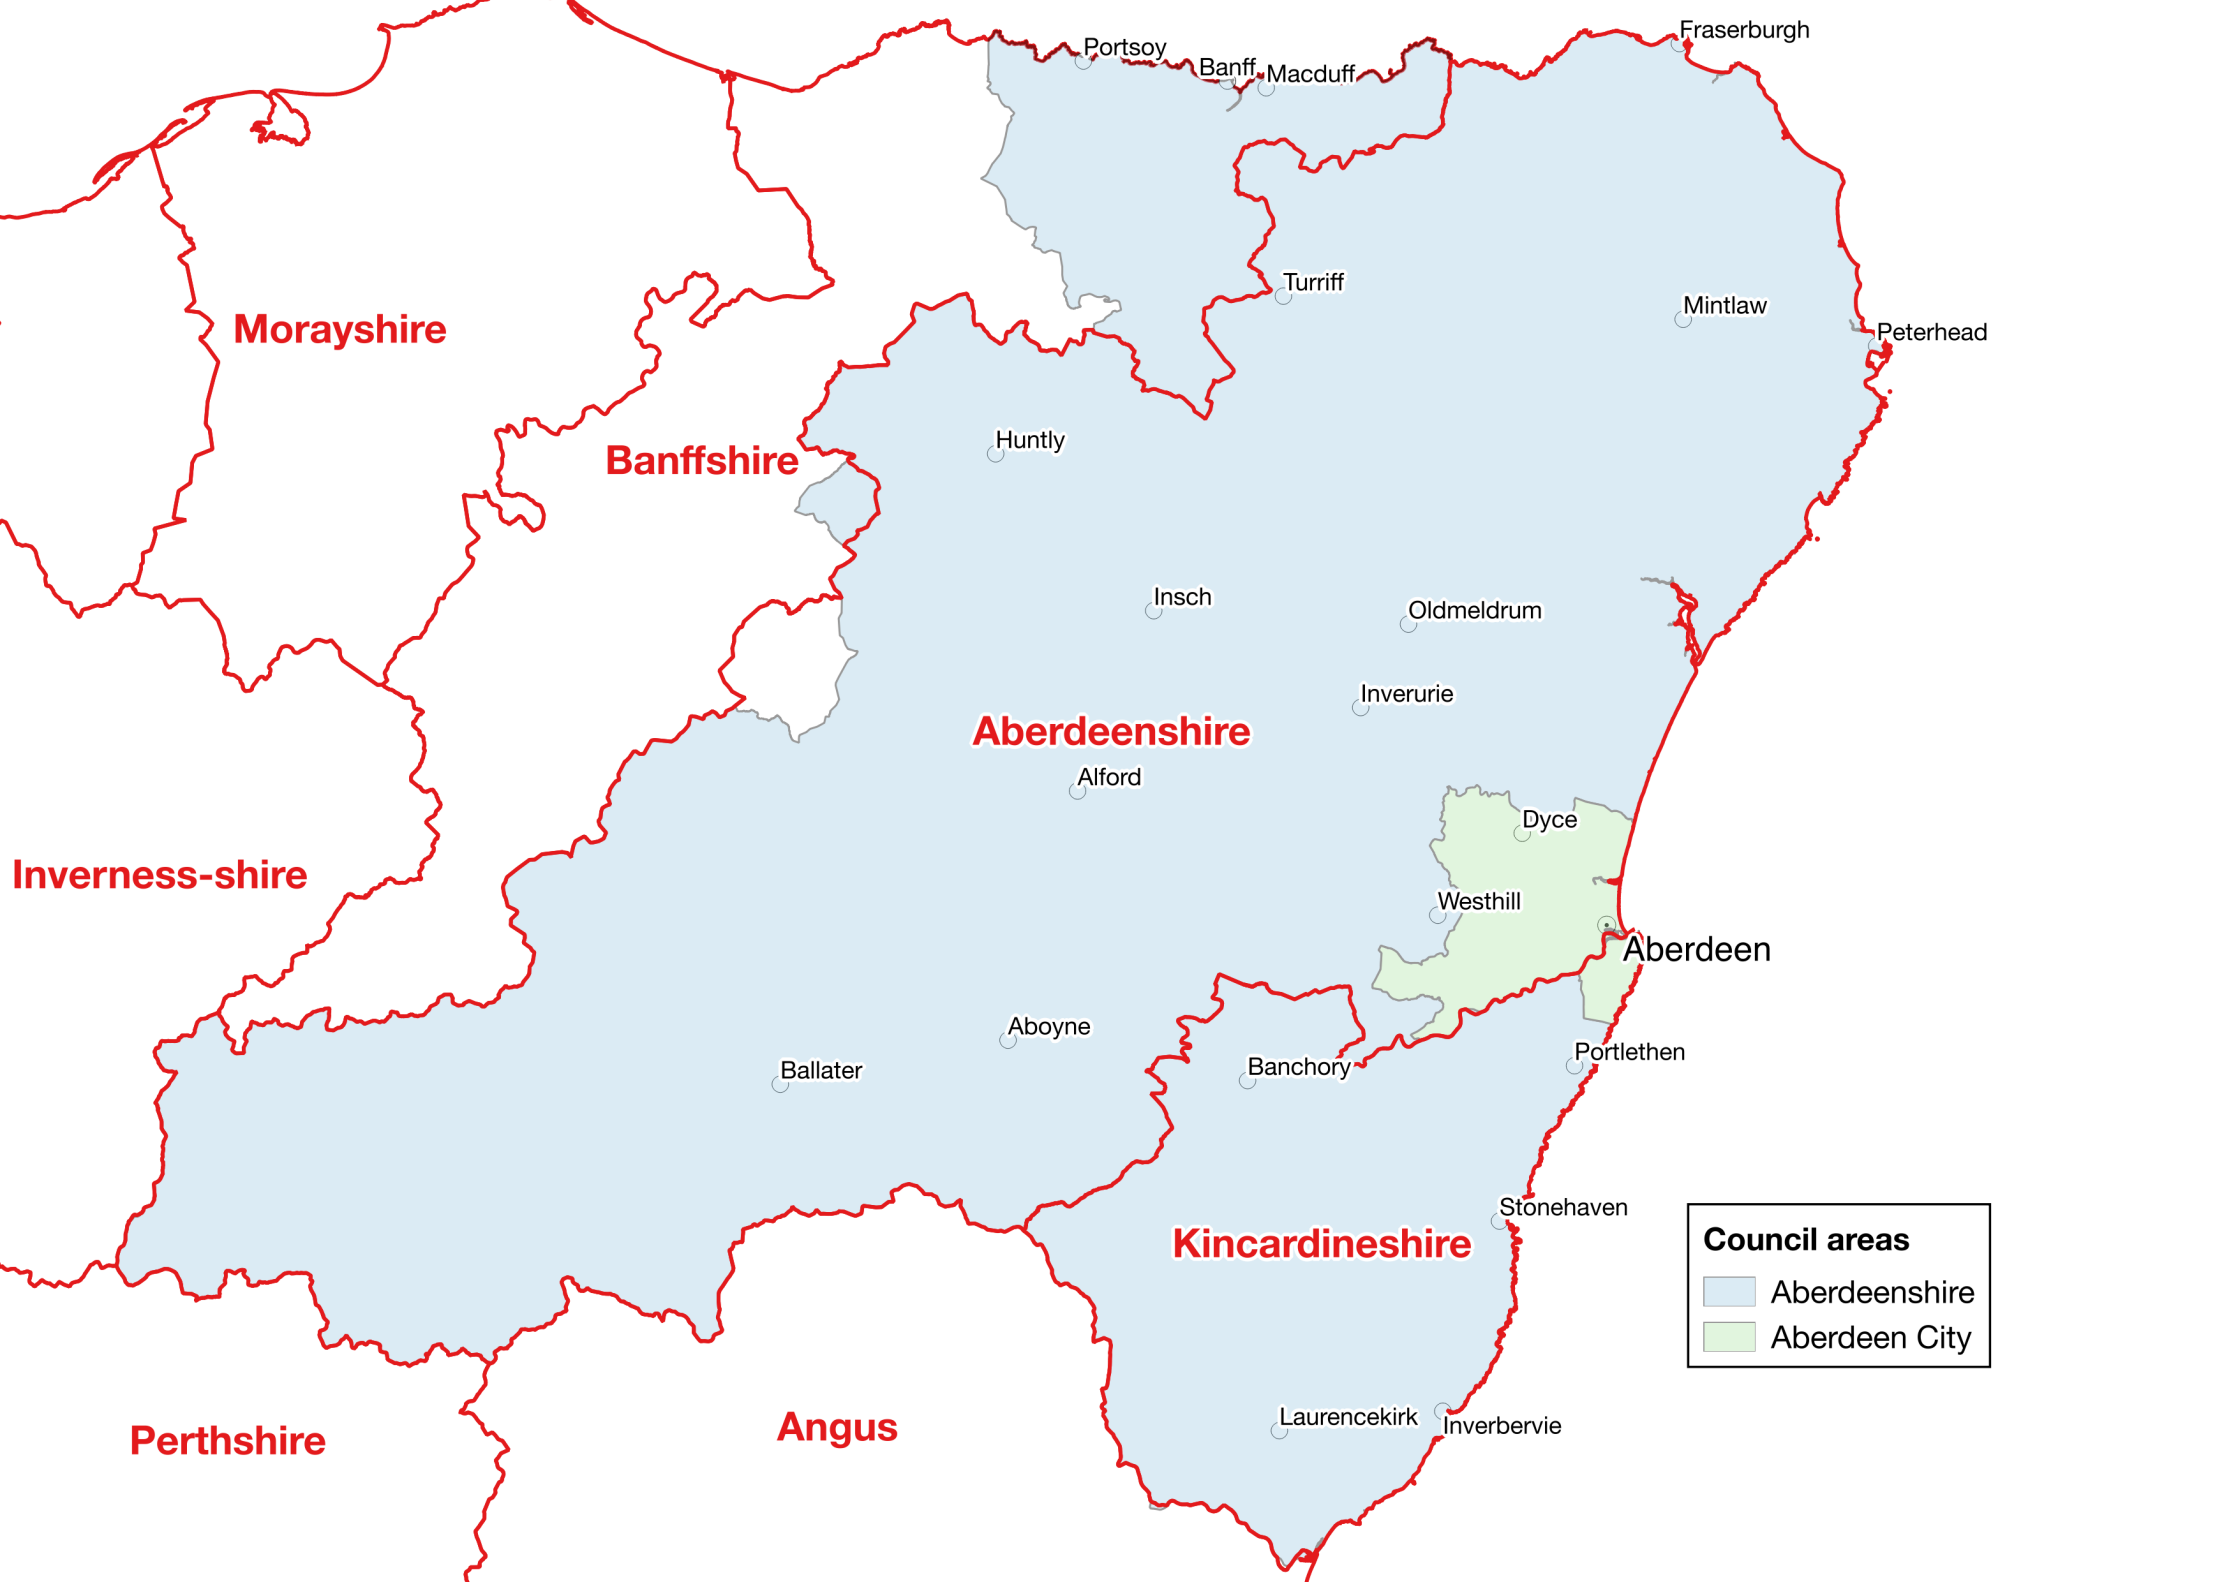 Fraserburgh
Portsoy
Banff
Macduff
Turriff
Mintlaw
Morayshire
Peterhead
Huntly
Banffshire
Insch
Oldmeldrum
Inverurie
Aberdeenshire
Alford
Dyce
Inverness-shire
Westhill
Aberdeen
Aboyne
Portlethen
Ballater
Banchory
Stonehaven
Kincardineshire
Council areas
Aberdeenshire
Aberdeen City
Laurencekirk
Inverbervie
Angus
Perthshire